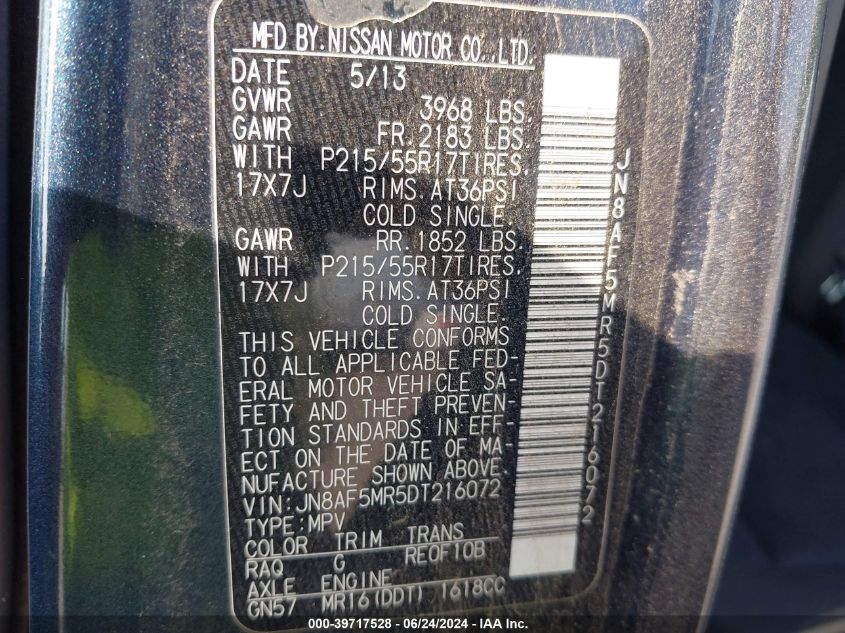 MFD BY.NISSAN MOTOR CO.,LTD.
DATE 5/13
GVWR 3968 LBS.
GAWR FR.2183 LBS.
WITH P215/55R17TIRES.
17X7J RIMS.AT36PSI
COLD SINGLE.
GAWR RR.1852 LBS.
WITH P215/55R17TIRES.
17X7J RIMS.AT36PSI
COLD SINGLE.
THIS VEHICLE CONFORMS
TO ALL APPLICABLE FED-
ERAL MOTOR VEHICLE SA-
FETY AND THEFT PREVEN-
TION STANDARDS IN EFF-
ECT ON THE DATE OF MA-
NUFACTURE SHOWN ABOVE.
VIN:JN8AF5MR5DT216072
TYPE:MPV
COLOR TRIM TRANS
RAQ G RE0F10B
AXLE ENGINE
GN57 MR16(DDT) 1618CC
JN8AF5MR5DT216072
000-39717528 - 06/24/2024 - IAAI.com